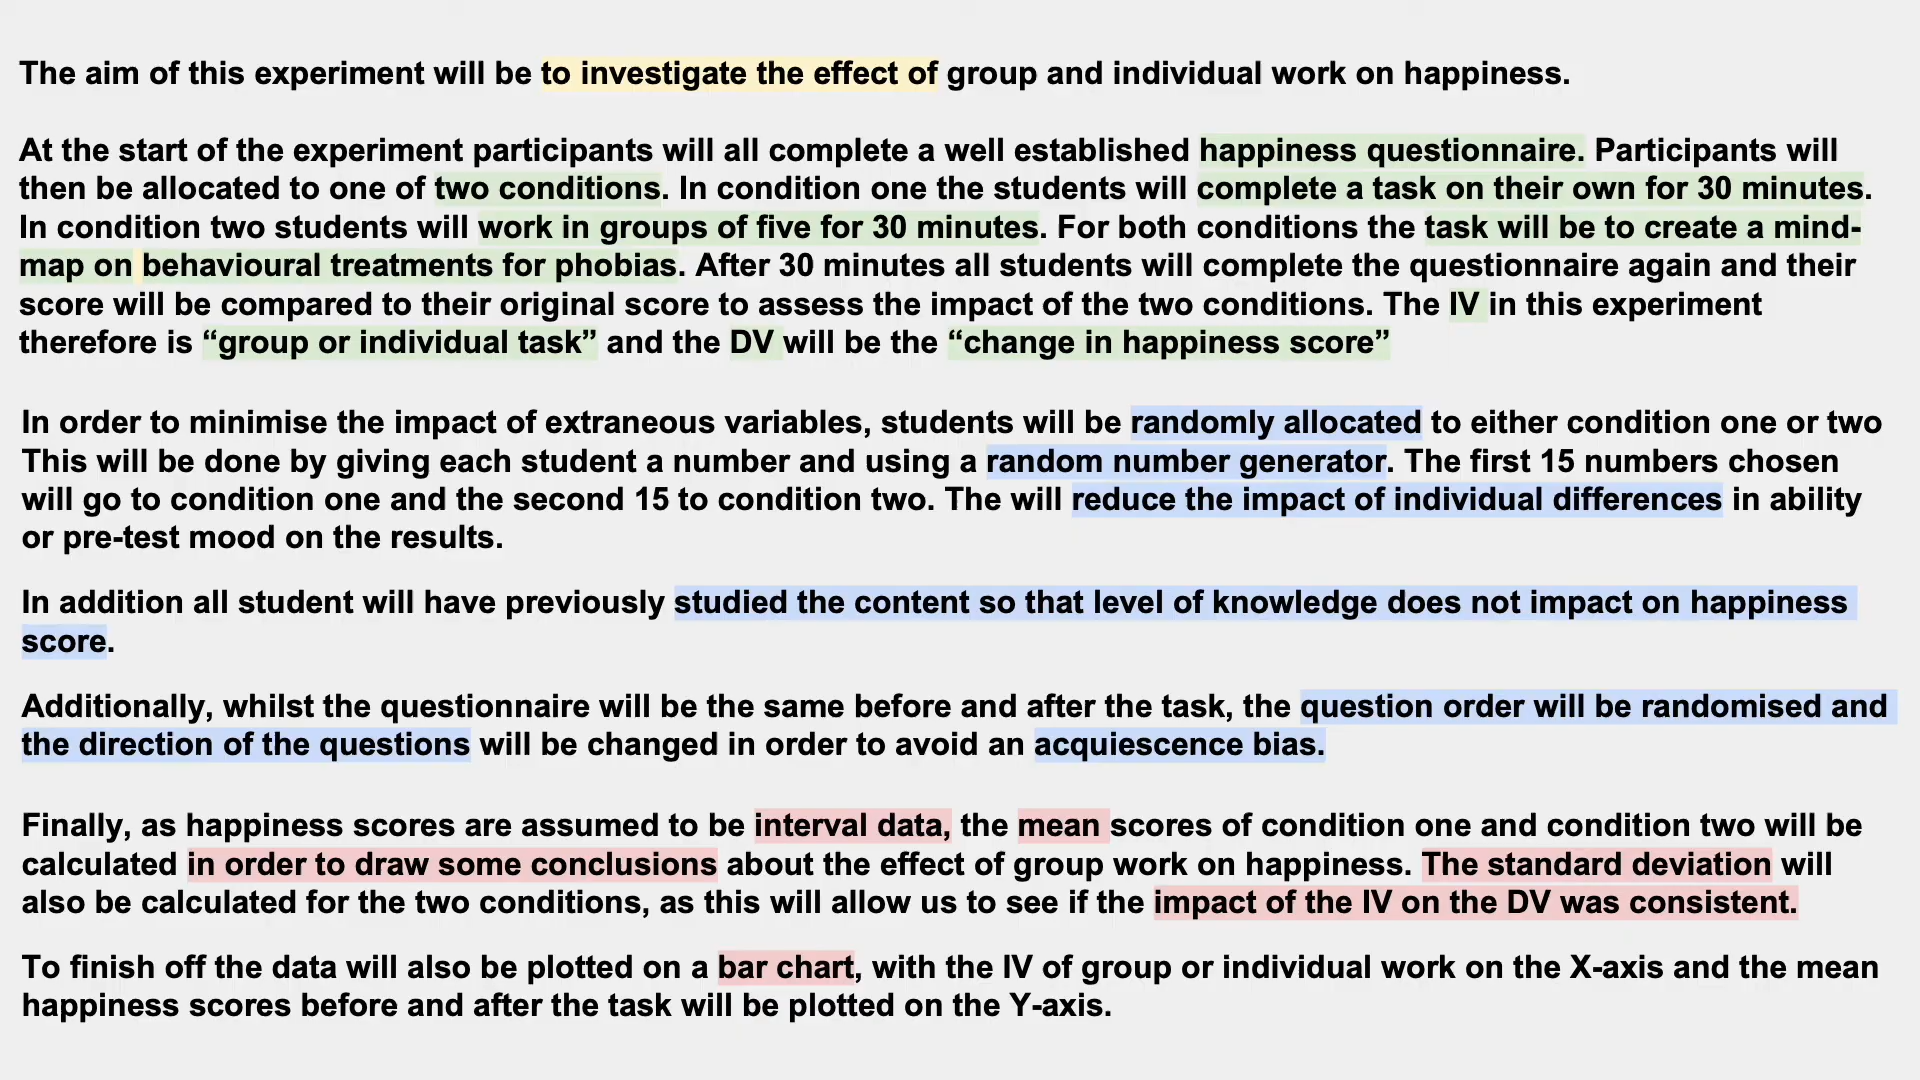 The aim of this experiment will be to investigate the effect of group and individual work on happiness.
At the start of the experiment participants will all complete a well established happiness questionnaire. Participants will
then be allocated to one of two conditions. In condition one the students will complete a task on their own for 30 minutes.
In condition two students will work in groups of five for 30 minutes. For both conditions the task will be to create a mind-
map on behavioural treatments for phobias. After 30 minutes all students will complete the questionnaire again and their
score will be compared to their original score to assess the impact of the two conditions. The IV in this experiment
therefore is “group or individual task” and the DV will be the “change in happiness score”
In order to minimise the impact of extraneous variables, students will be randomly allocated to either condition one or two
This will be done by giving each student a number and using a random number generator. The first 15 numbers chosen
will go to condition one and the second 15 to condition two. The will reduce the impact of individual differences in ability
or pre-test mood on the results.
In addition all student will have previously studied the content so that level of knowledge does not impact on happiness
score.
Additionally, whilst the questionnaire will be the same before and after the task, the question order will be randomised and
the direction of the questions will be changed in order to avoid an acquiescence bias.
Finally, as happiness scores are assumed to be interval data, the mean scores of condition one and condition two will be
calculated in order to draw some conclusions about the effect of group work on happiness. The standard deviation will
also be calculated for the two conditions, as this will allow us to see if the impact of the IV on the DV was consistent.
To finish off the data will also be plotted on a bar chart, with the IV of group or individual work on the X-axis and the mean
happiness scores before and after the task will be plotted on the Y-axis.